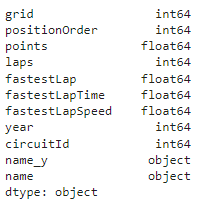 grid int64
positionOrder int64
points float64
laps int64
fastestLap float64
fastestLapTime float64
fastestLapSpeed float64
year int64
circuitId int64
name_y object
name object
dtype: object